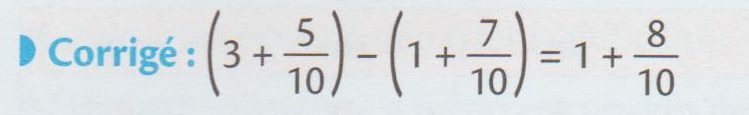 Corrigé : (3 + 5/10) − (1 + 7/10) = 1 + 8/10